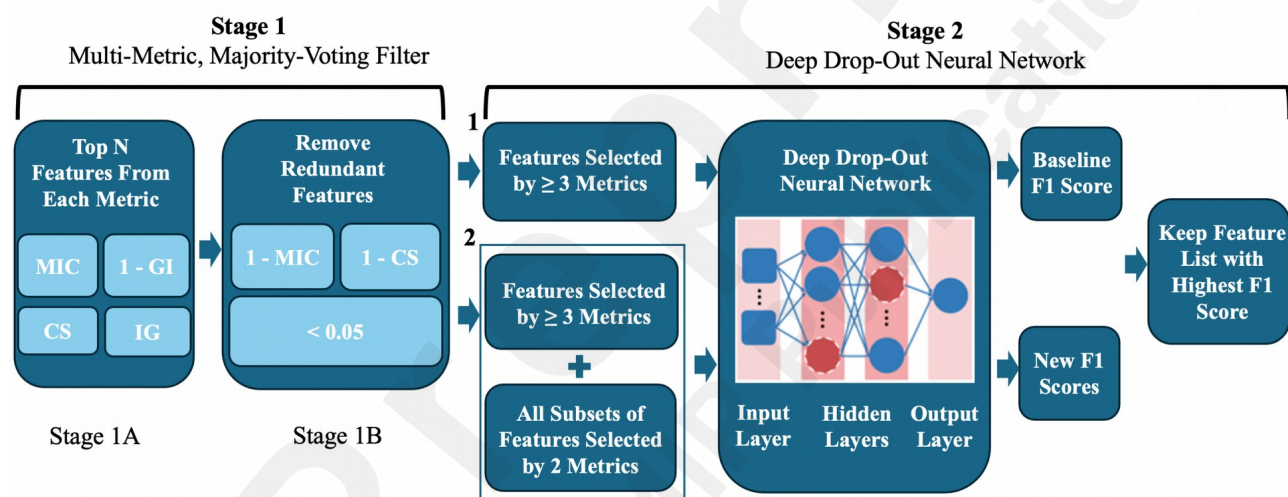 Stage 1
Multi-Metric, Majority-Voting Filter
Stage 2
Deep Drop-Out Neural Network
Top N
Features From
Each Metric
MIC
1 - GI
CS
IG
Stage 1A
Remove
Redundant
Features
1 - MIC
1 - CS
< 0.05
Stage 1B
1
Features Selected
by ≥ 3 Metrics
2
Features Selected
by ≥ 3 Metrics
+
All Subsets of
Features Selected
by 2 Metrics
Deep Drop-Out
Neural Network
Input
Layer
Hidden
Layers
Output
Layer
Baseline
F1 Score
New F1
Scores
Keep Feature
List with
Highest F1
Score